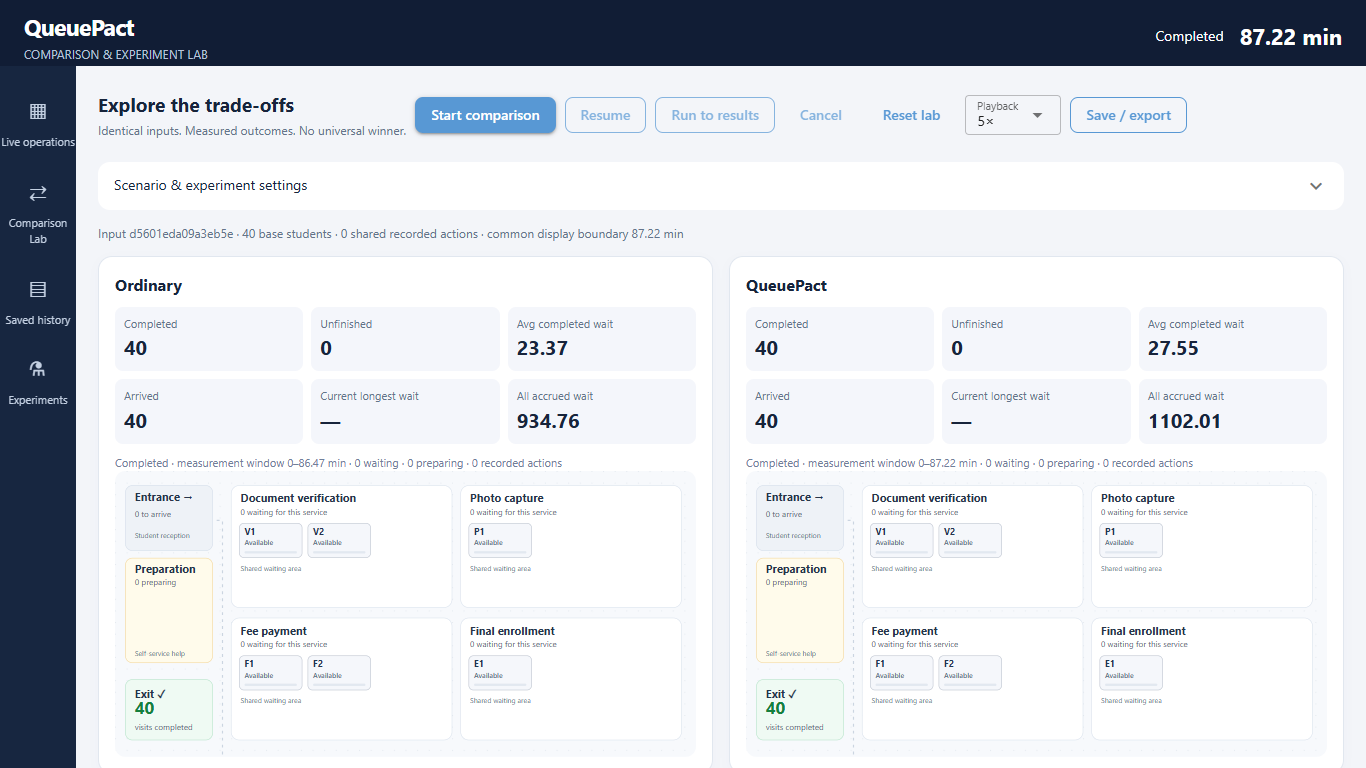 QueuePact
COMPARISON & EXPERIMENT LAB
Completed 87.22 min
Live operations
Comparison
Lab
Saved history
Experiments
Explore the trade-offs
Identical inputs. Measured outcomes. No universal winner.
Start comparison
Resume
Run to results
Cancel
Reset lab
Playback
5×
Save / export
Scenario & experiment settings
Input d5601eda09a3eb5e · 40 base students · 0 shared recorded actions · common display boundary 87.22 min
Ordinary
Completed
40
Unfinished
0
Avg completed wait
23.37
Arrived
40
Current longest wait
—
All accrued wait
934.76
Completed · measurement window 0–86.47 min · 0 waiting · 0 preparing · 0 recorded actions
Entrance →
0 to arrive
Student reception
Preparation
0 preparing
Self-service help
Exit ✓
40
visits completed
Document verification
0 waiting for this service
V1
Available
V2
Available
Shared waiting area
Photo capture
0 waiting for this service
P1
Available
Shared waiting area
Fee payment
0 waiting for this service
F1
Available
F2
Available
Shared waiting area
Final enrollment
0 waiting for this service
E1
Available
Shared waiting area
QueuePact
Completed
40
Unfinished
0
Avg completed wait
27.55
Arrived
40
Current longest wait
—
All accrued wait
1102.01
Completed · measurement window 0–87.22 min · 0 waiting · 0 preparing · 0 recorded actions
Entrance →
0 to arrive
Student reception
Preparation
0 preparing
Self-service help
Exit ✓
40
visits completed
Document verification
0 waiting for this service
V1
Available
V2
Available
Shared waiting area
Photo capture
0 waiting for this service
P1
Available
Shared waiting area
Fee payment
0 waiting for this service
F1
Available
F2
Available
Shared waiting area
Final enrollment
0 waiting for this service
E1
Available
Shared waiting area